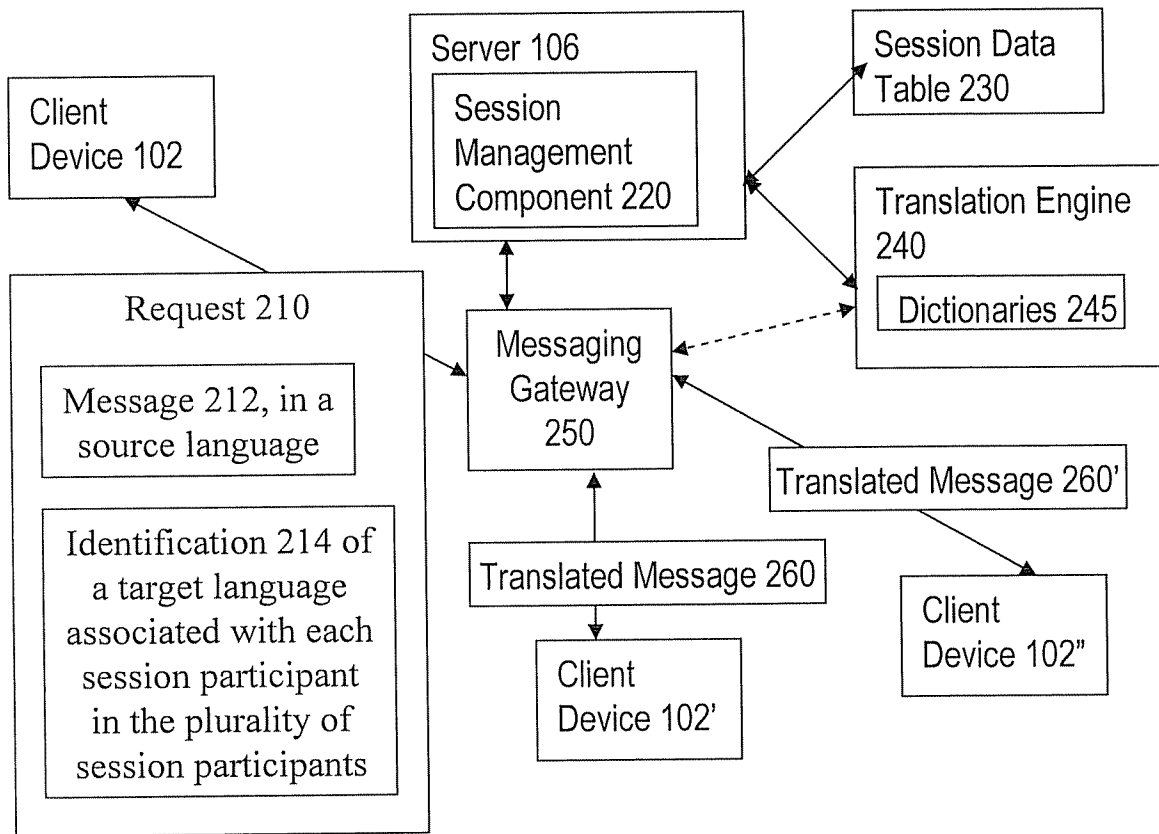 Server 106
Session
Management
Component 220
Session Data
Table 230
Client
Device 102
Translation Engine
240
Dictionaries 245
Request 210
Message 212, in a
source language
Identification 214 of
a target language
associated with each
session participant
in the plurality of
session participants
Messaging
Gateway
250
Translated Message 260’
Translated Message 260
Client
Device 102’
Client
Device 102”